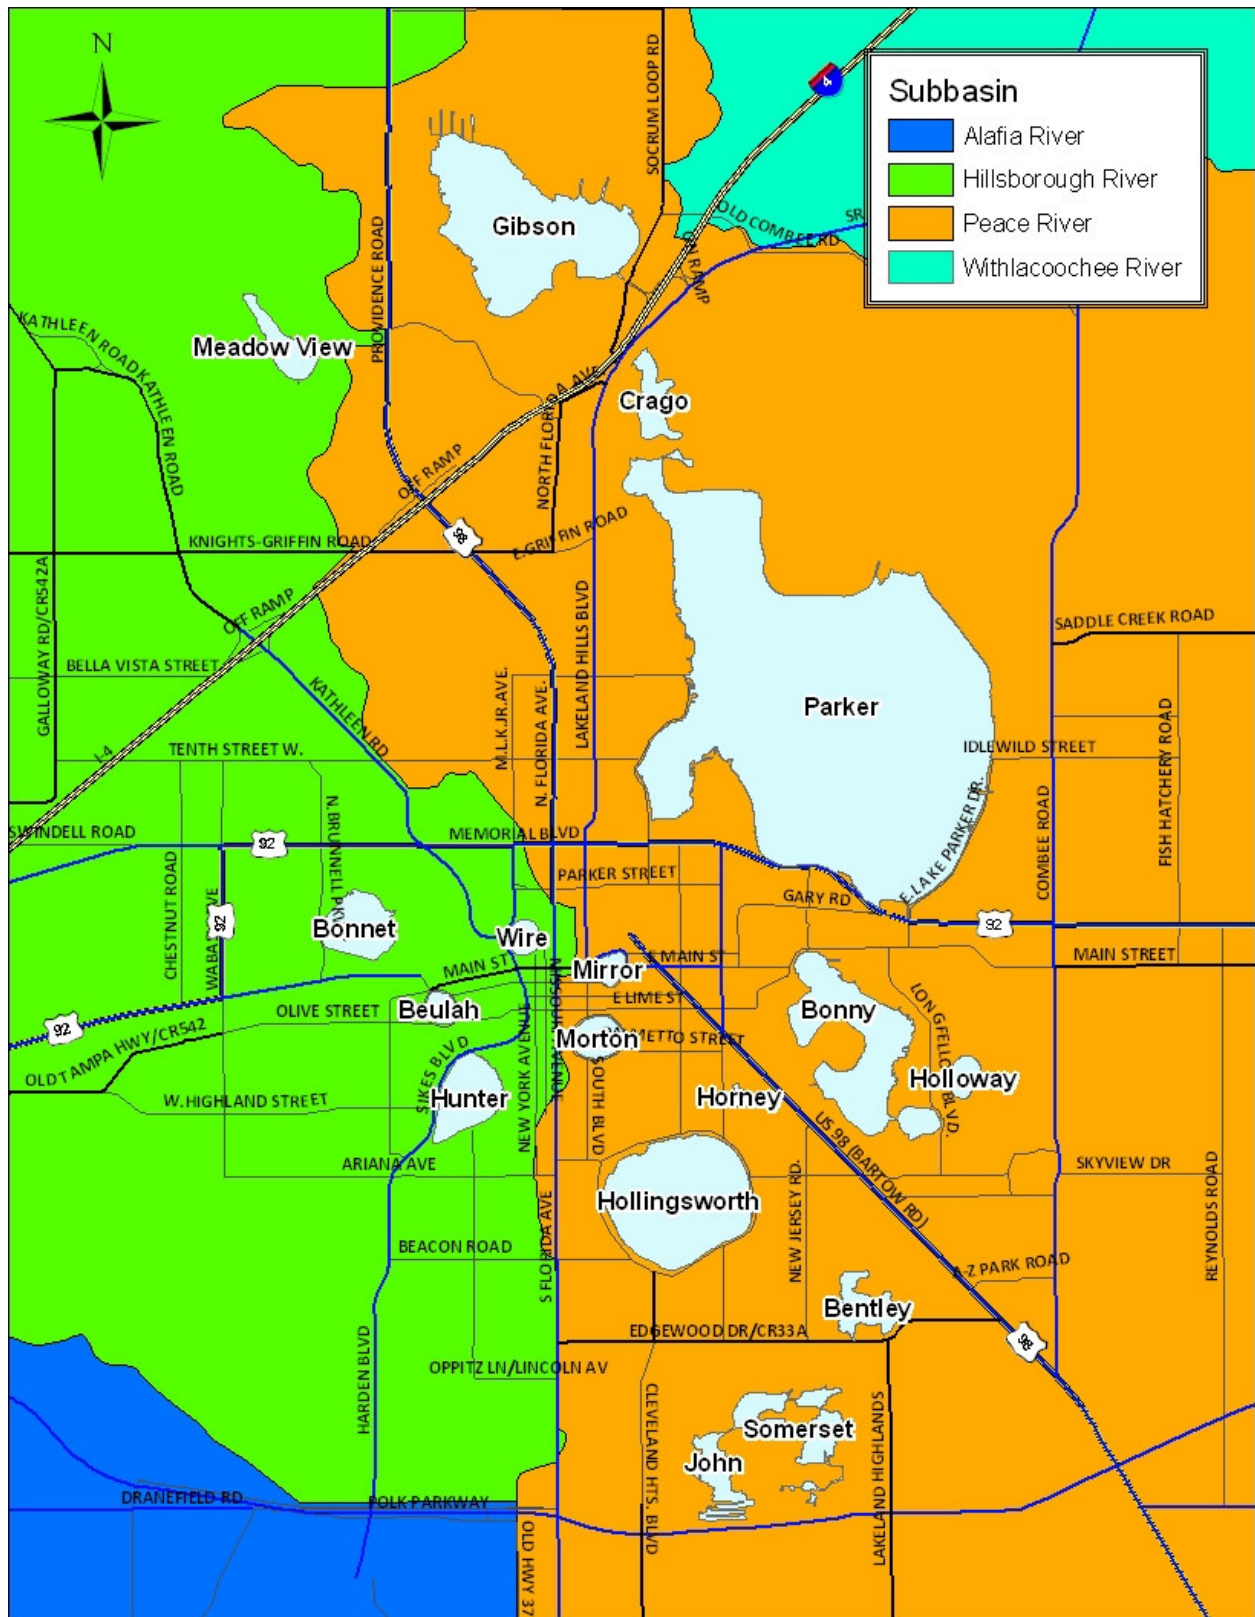 N
SOCRUM LOOP RD
4
Subbasin
Alafia River
Hillsborough River
Peace River
Withlacoochee River
Gibson
OLD COMBEE RD
SR
ON RAMP
PROVIDENCE ROAD
KATHLEEN ROAD
KATHLEEN ROAD
Meadow View
Crago
NORTH FLORIDA AVE.
OFF RAMP
KNIGHTS-GRIFFIN ROAD
98
E.GRIFFIN ROAD
GALLOWAY RD/CR542A
OFF RAMP
LAKELAND HILLS BLVD
SADDLE CREEK ROAD
BELLA VISTA STREET
KATHLEEN RD
M.L.K.JR.AVE.
N. FLORIDA AVE.
Parker
FISH HATCHERY ROAD
I-4
TENTH STREET W.
IDLEWILD STREET
E-LAKE PARKER DR.
COMBEE ROAD
SWINDELL ROAD
92
N.BRUNNELL PKWY
MEMORIAL BLVD
PARKER STREET
GARY RD
CHESTNUT ROAD
92
Bonnet
Wire
92
MAIN STREET
MAIN ST
Mirror
E MAIN ST
Beulah
OLIVE STREET
E LIME ST
Bonny
92
OLD TAMPA HWY/CR542
Morton
PALMETTO STREET
LONGFELLOW BLVD.
Holloway
SIKES BLVD
Hunter
NEW YORK AVENUE
N MISSOURI AVENUE
SOUTH BLVD
Horney
W.HIGHLAND STREET
US 98 (BARTOW RD)
ARIANA AVE
SKYVIEW DR
Hollingsworth
NEW JERSEY RD.
REYNOLDS ROAD
BEACON ROAD
S FLORIDA AVE
A-Z PARK ROAD
Bentley
EDGEWOOD DR/CR33A
98
OPPITZ LN/LINCOLN AV
HARDEN BLVD
CLEVELAND HTS. BLVD
LAKELAND HIGHLANDS
Somerset
John
DRANEFIELD RD
POLK PARKWAY
OLD HWY 37